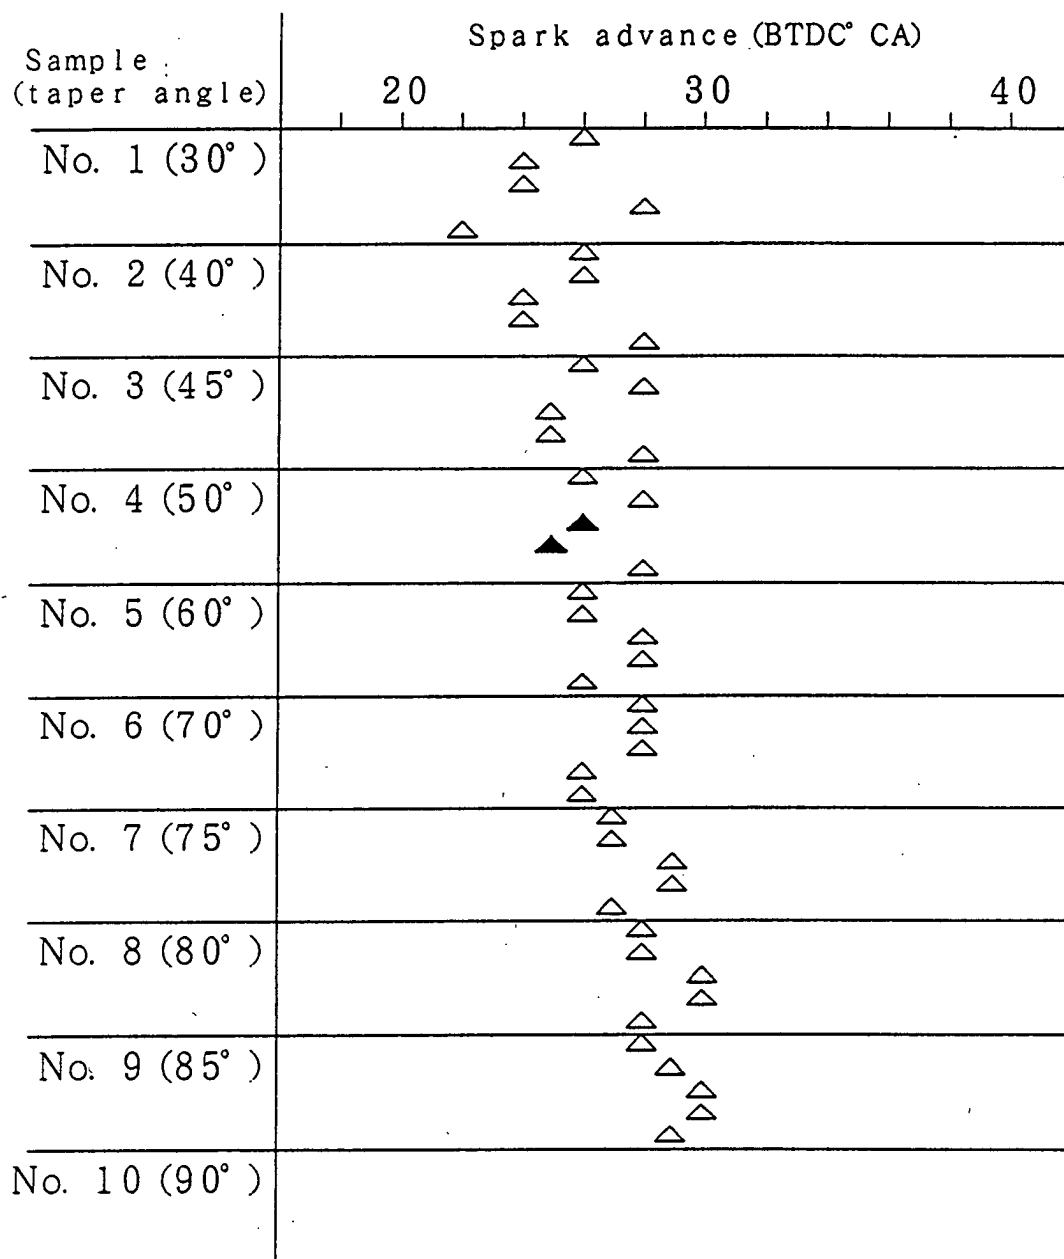 Spark advance (BTDC° CA)
Sample
(taper angle)
20 30 40
No. 1 (30°)
No. 2 (40°)
No. 3 (45°)
No. 4 (50°)
No. 5 (60°)
No. 6 (70°)
No. 7 (75°)
No. 8 (80°)
No. 9 (85°)
No. 10 (90°)